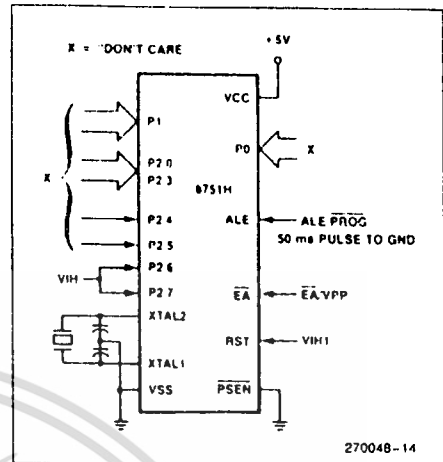 X = "DON'T CARE
+5V
VCC
P1
P0
X
P2.0
P2.3
X
8751H
P2.4
ALE
ALE PROG
50 ms PULSE TO GND
P2.5
P2.6
VIH
P2.7
EA
EA/VPP
XTAL2
RST
VIH1
XTAL1
VSS
PSEN
270048-14